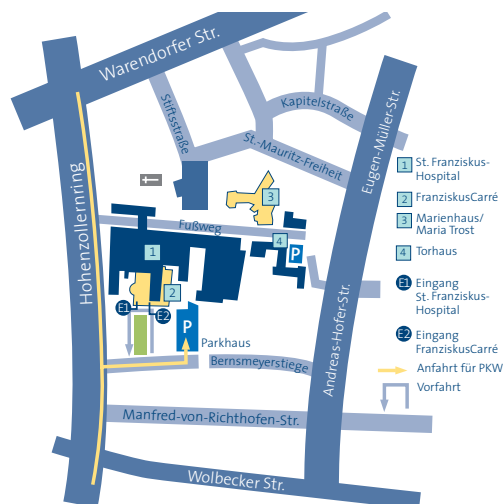 Warendorfer Str.
Kapitelstraße
Stiftsstraße
St.-Mauritz-Freiheit
Eugen-Müller-Str.
Hohenzollernring
1 St. Franziskus-
Hospital
2 FranziskusCarré
3 Marienhaus/
Maria Trost
4 Torhaus
E1 Eingang
St. Franziskus-
Hospital
E2 Eingang
FranziskusCarré
Anfahrt für PKW
Vorfahrt
3
Fußweg
4
P
1
2
E1
E2
P
Parkhaus
Bernsmeyerstiege
Andreas-Hofer-Str.
Manfred-von-Richthofen-Str.
Wolbecker Str.